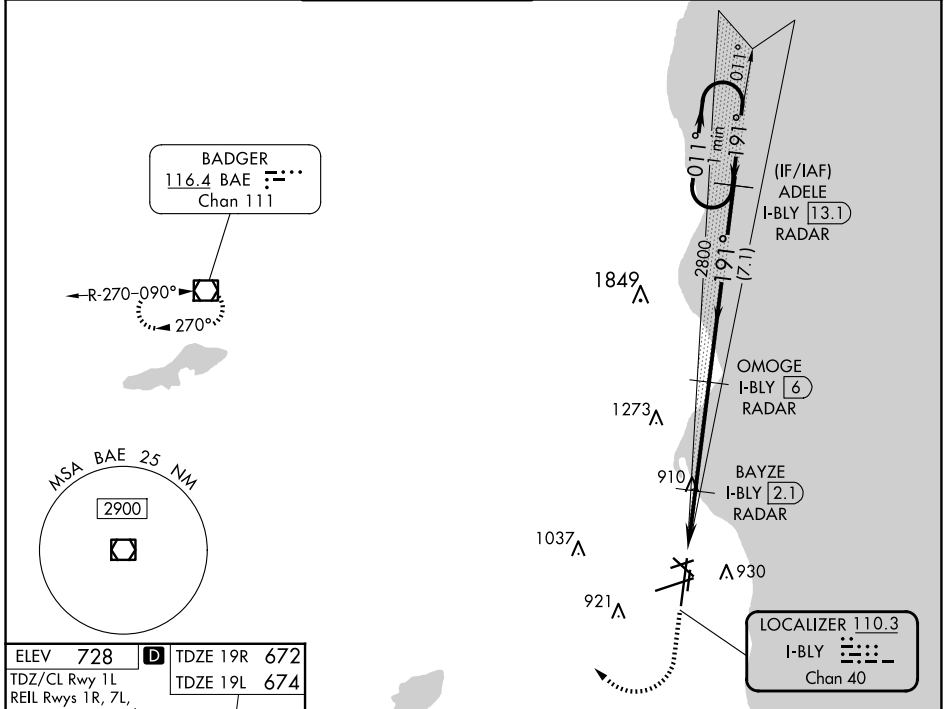 BADGER
116.4 BAE
Chan 111
R-270-090°
270°
MSA BAE 25 NM
2900
1849
1273
910
1037
921
930
011°
011°
1 min
191°
(IF/IAF)
ADELE
I-BLY 13.1
RADAR
2800
191°
(7.1)
OMOGE
I-BLY 6
RADAR
BAYZE
I-BLY 2.1
RADAR
LOCALIZER 110.3
I-BLY
Chan 40
ELEV 728 D TDZE 19R 672
TDZE 19L 674
TDZ/CL Rwy 1L
REIL Rwys 1R, 7L,